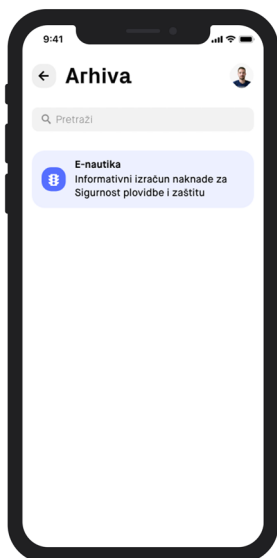 9:41
Arhiva
Pretraži
E-nautika
Informativni izračun naknade za
Sigurnost plovidbe i zaštitu